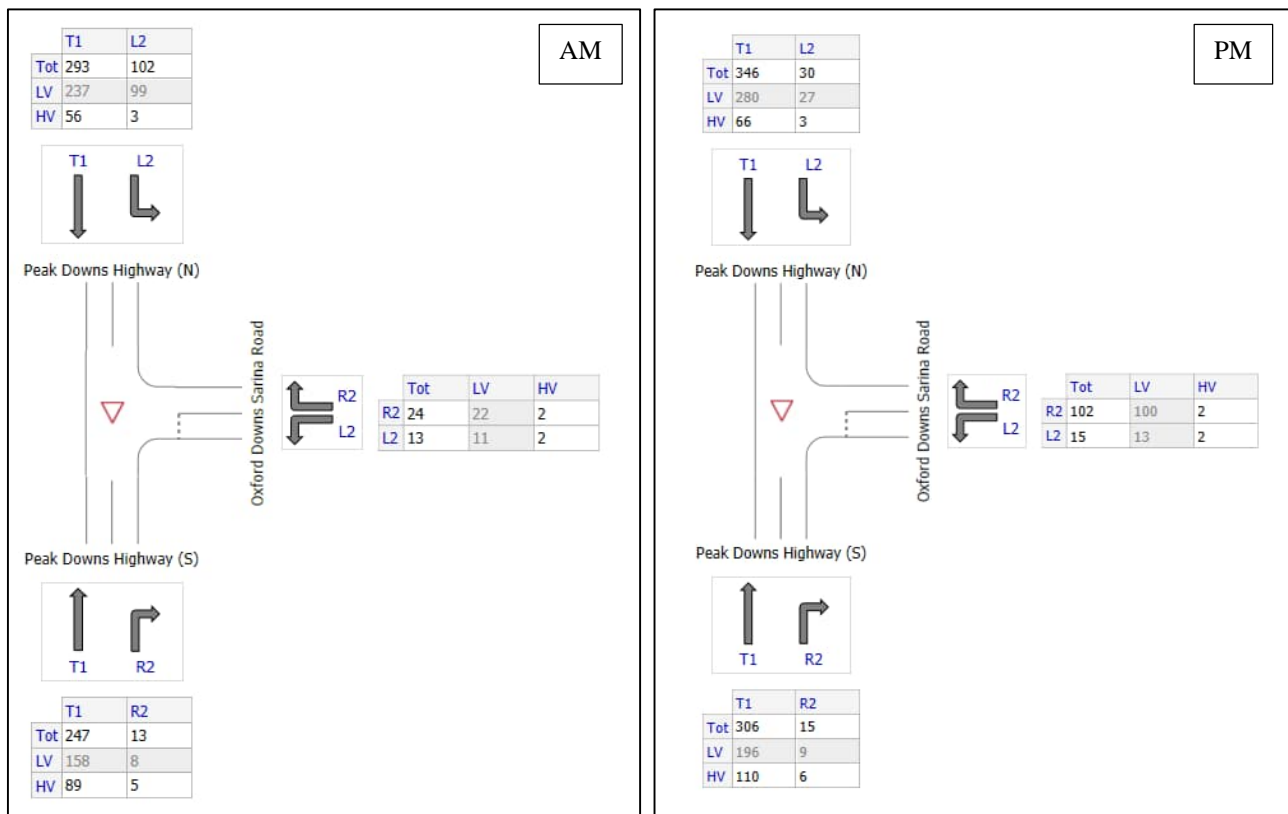 AM
T1 L2
Tot 293 102
LV 237 99
HV 56 3
T1 L2
Peak Downs Highway (N)
Oxford Downs Sarina Road
R2
L2
Tot LV HV
R2 24 22 2
L2 13 11 2
Peak Downs Highway (S)
T1 R2
T1 R2
Tot 247 13
LV 158 8
HV 89 5
PM
T1 L2
Tot 346 30
LV 280 27
HV 66 3
T1 L2
Peak Downs Highway (N)
Oxford Downs Sarina Road
R2
L2
Tot LV HV
R2 102 100 2
L2 15 13 2
Peak Downs Highway (S)
T1 R2
T1 R2
Tot 306 15
LV 196 9
HV 110 6